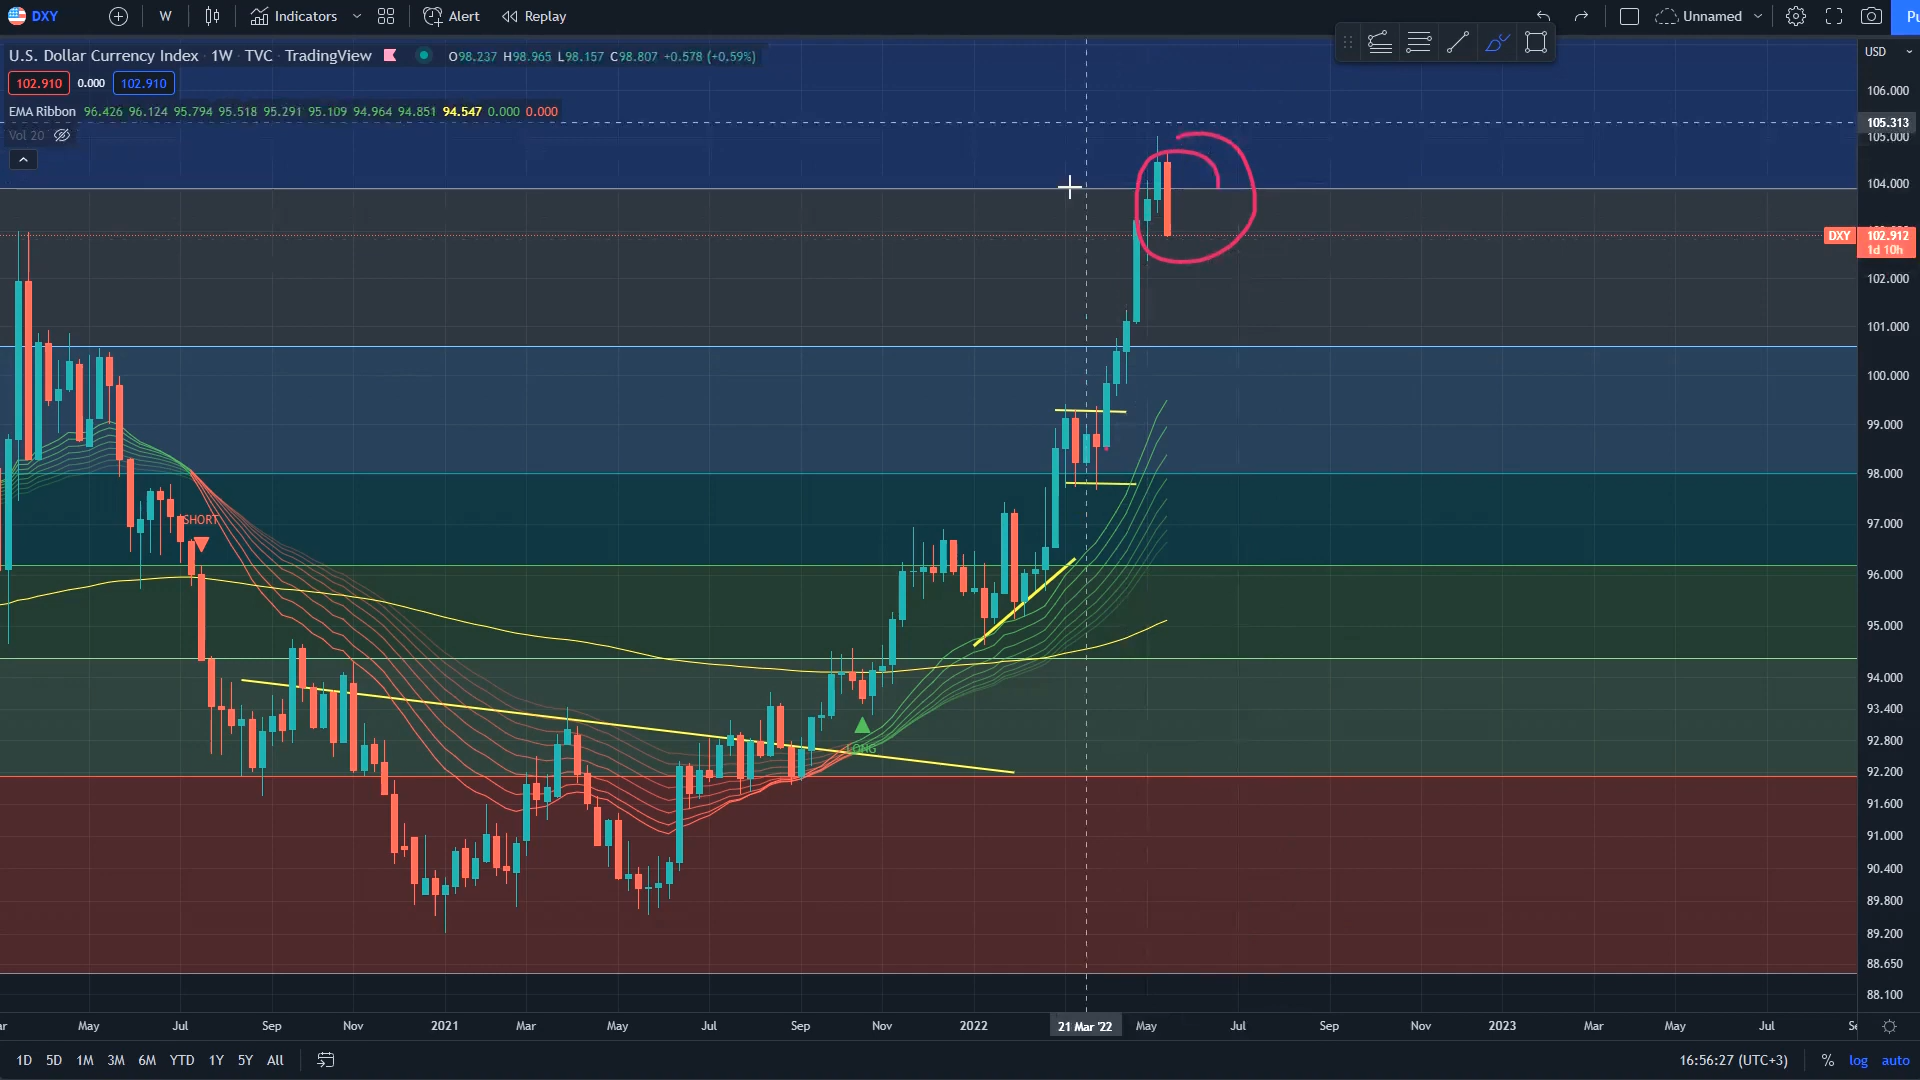 DXY W Indicators Alert Replay Unnamed
U.S. Dollar Currency Index · 1W · TVC · TradingView O98.237 H98.965 L98.157 C98.807 +0.578 (+0.59%) USD
102.910 0.000 102.910
EMA Ribbon 96.426 96.124 95.794 95.518 95.291 95.109 94.964 94.851 94.547 0.000 0.000
Vol 20
106.000
105.313
105.000
104.000
DXY 102.912
1d 10h
102.000
101.000
100.000
99.000
98.000
97.000
96.000
95.000
94.000
93.400
92.800
92.200
91.600
91.000
90.400
89.800
89.200
88.650
88.100
SHORT
LONG
May Jul Sep Nov 2021 Mar May Jul Sep Nov 2022 21 Mar '22 May Jul Sep Nov 2023 Mar May Jul
1D 5D 1M 3M 6M YTD 1Y 5Y All 16:56:27 (UTC+3) % log auto